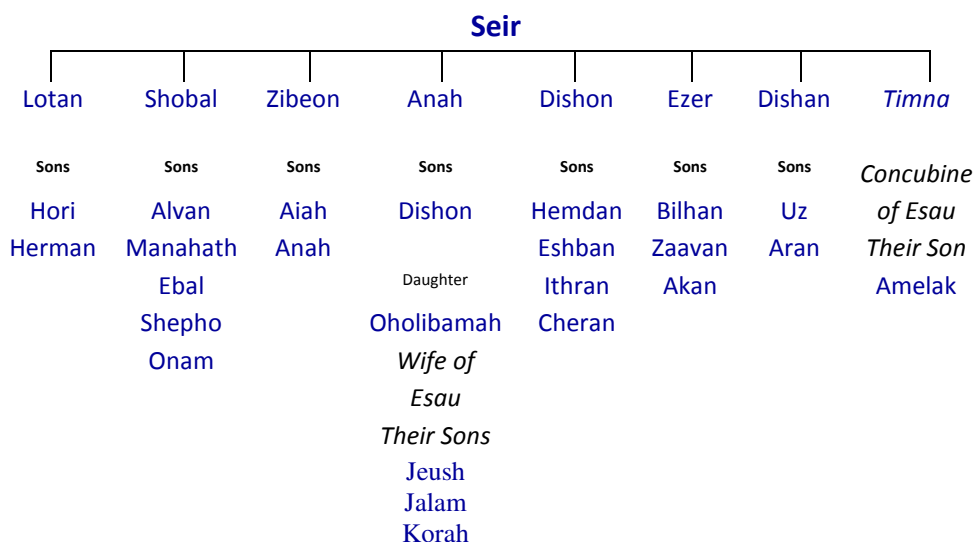 Seir
Lotan Shobal Zibeon Anah Dishon Ezer Dishan Timna
Sons Sons Sons Sons Sons Sons Sons Concubine
Hori Alvan Aiah Dishon Hemdan Bilhan Uz of Esau
Herman Manahath Anah Eshban Zaavan Aran Their Son
Ebal Daughter Ithran Akan Amelak
Shepho Oholibamah Cheran
Onam Wife of
Esau
Their Sons
Jeush
Jalam
Korah